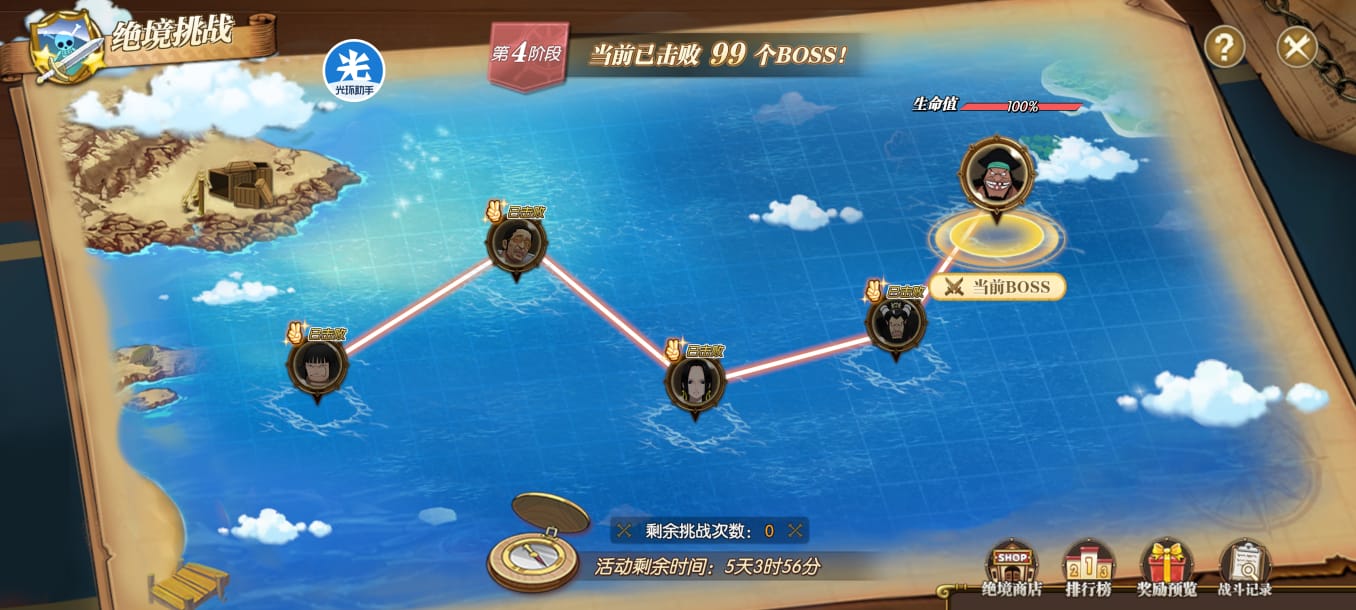 绝境挑战
光
光环助手
第4阶段
当前已击败 99 个BOSS!
生命值 100%
已击败
已击败
已击败
已击败
当前BOSS
剩余挑战次数: 0
活动剩余时间: 5天3时56分
SHOP
2 1 3
绝境商店 排行榜 奖励预览 战斗记录
?